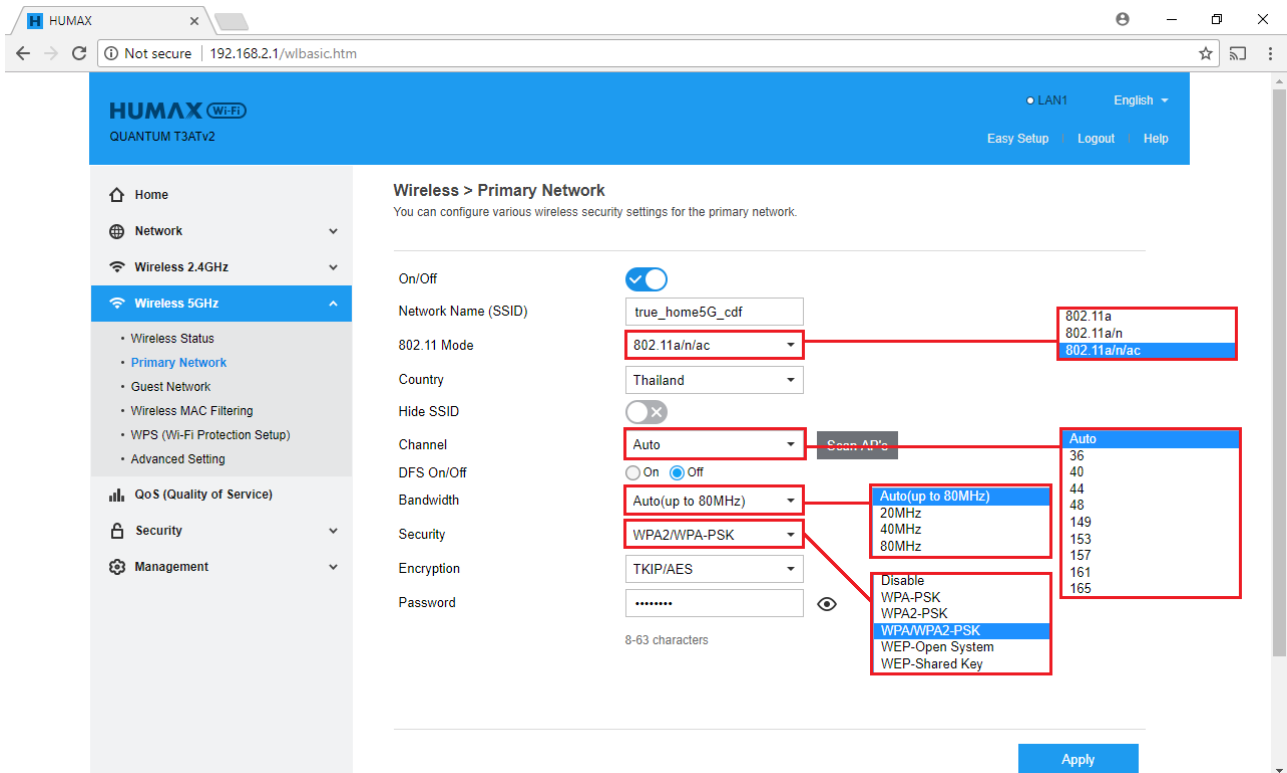 HUMAX
Not secure | 192.168.2.1/wlbasic.htm
HUMAX Wi-Fi
QUANTUM T3ATv2
LAN1 English
Easy Setup Logout Help
Home
Network
Wireless 2.4GHz
Wireless 5GHz
Wireless Status
Primary Network
Guest Network
Wireless MAC Filtering
WPS (Wi-Fi Protection Setup)
Advanced Setting
QoS (Quality of Service)
Security
Management
Wireless > Primary Network
You can configure various wireless security settings for the primary network.
On/Off
Network Name (SSID) true_home5G_cdf
802.11 Mode 802.11a/n/ac
Country Thailand
Hide SSID
Channel Auto Scan AP's
DFS On/Off On Off
Bandwidth Auto(up to 80MHz)
Security WPA2/WPA-PSK
Encryption TKIP/AES
Password ••••••••
8-63 characters
802.11a
802.11a/n
802.11a/n/ac
Auto
36
40
44
48
149
153
157
161
165
Auto(up to 80MHz)
20MHz
40MHz
80MHz
Disable
WPA-PSK
WPA2-PSK
WPA/WPA2-PSK
WEP-Open System
WEP-Shared Key
Apply